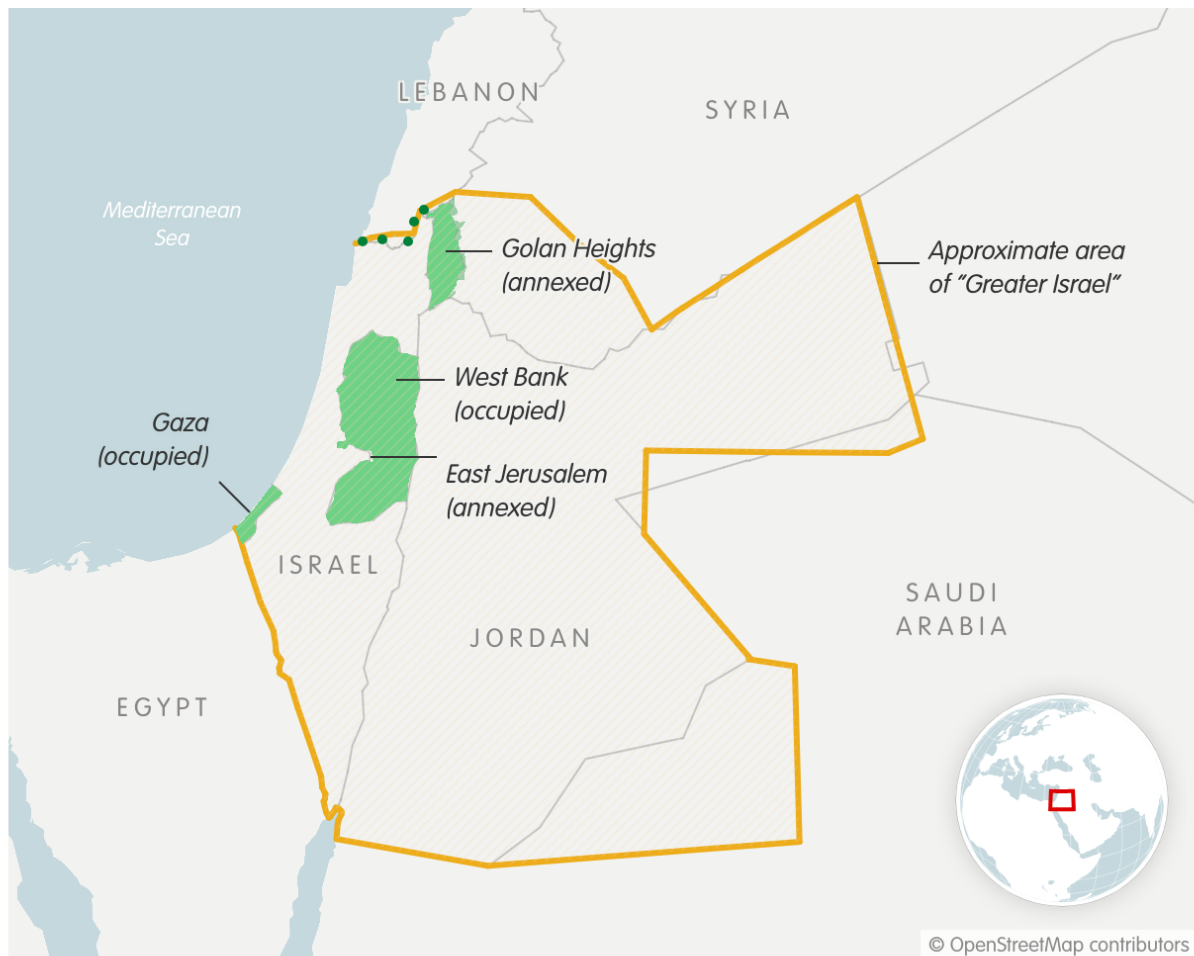 LEBANON
SYRIA
Mediterranean
Sea
Golan Heights
(annexed)
Approximate area
of “Greater Israel“
West Bank
(occupied)
Gaza
(occupied)
East Jerusalem
(annexed)
ISRAEL
SAUDI
ARABIA
JORDAN
EGYPT
© OpenStreetMap contributors